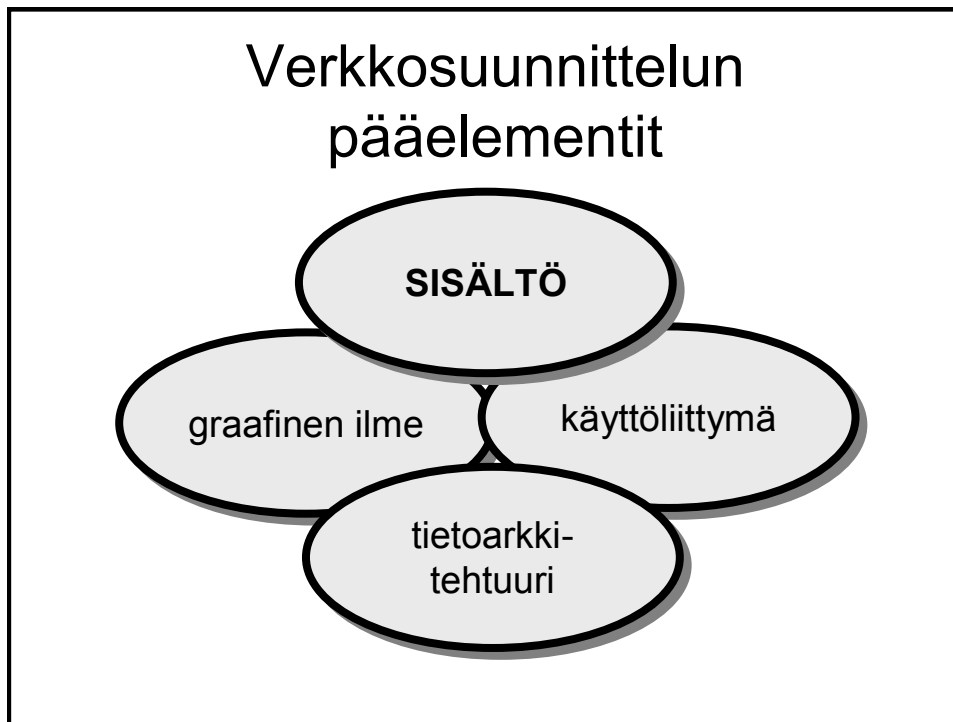 Verkkosuunnittelun
pääelementit
SISÄLTÖ
graafinen ilme
käyttöliittymä
tietoarkki-
tehtuuri